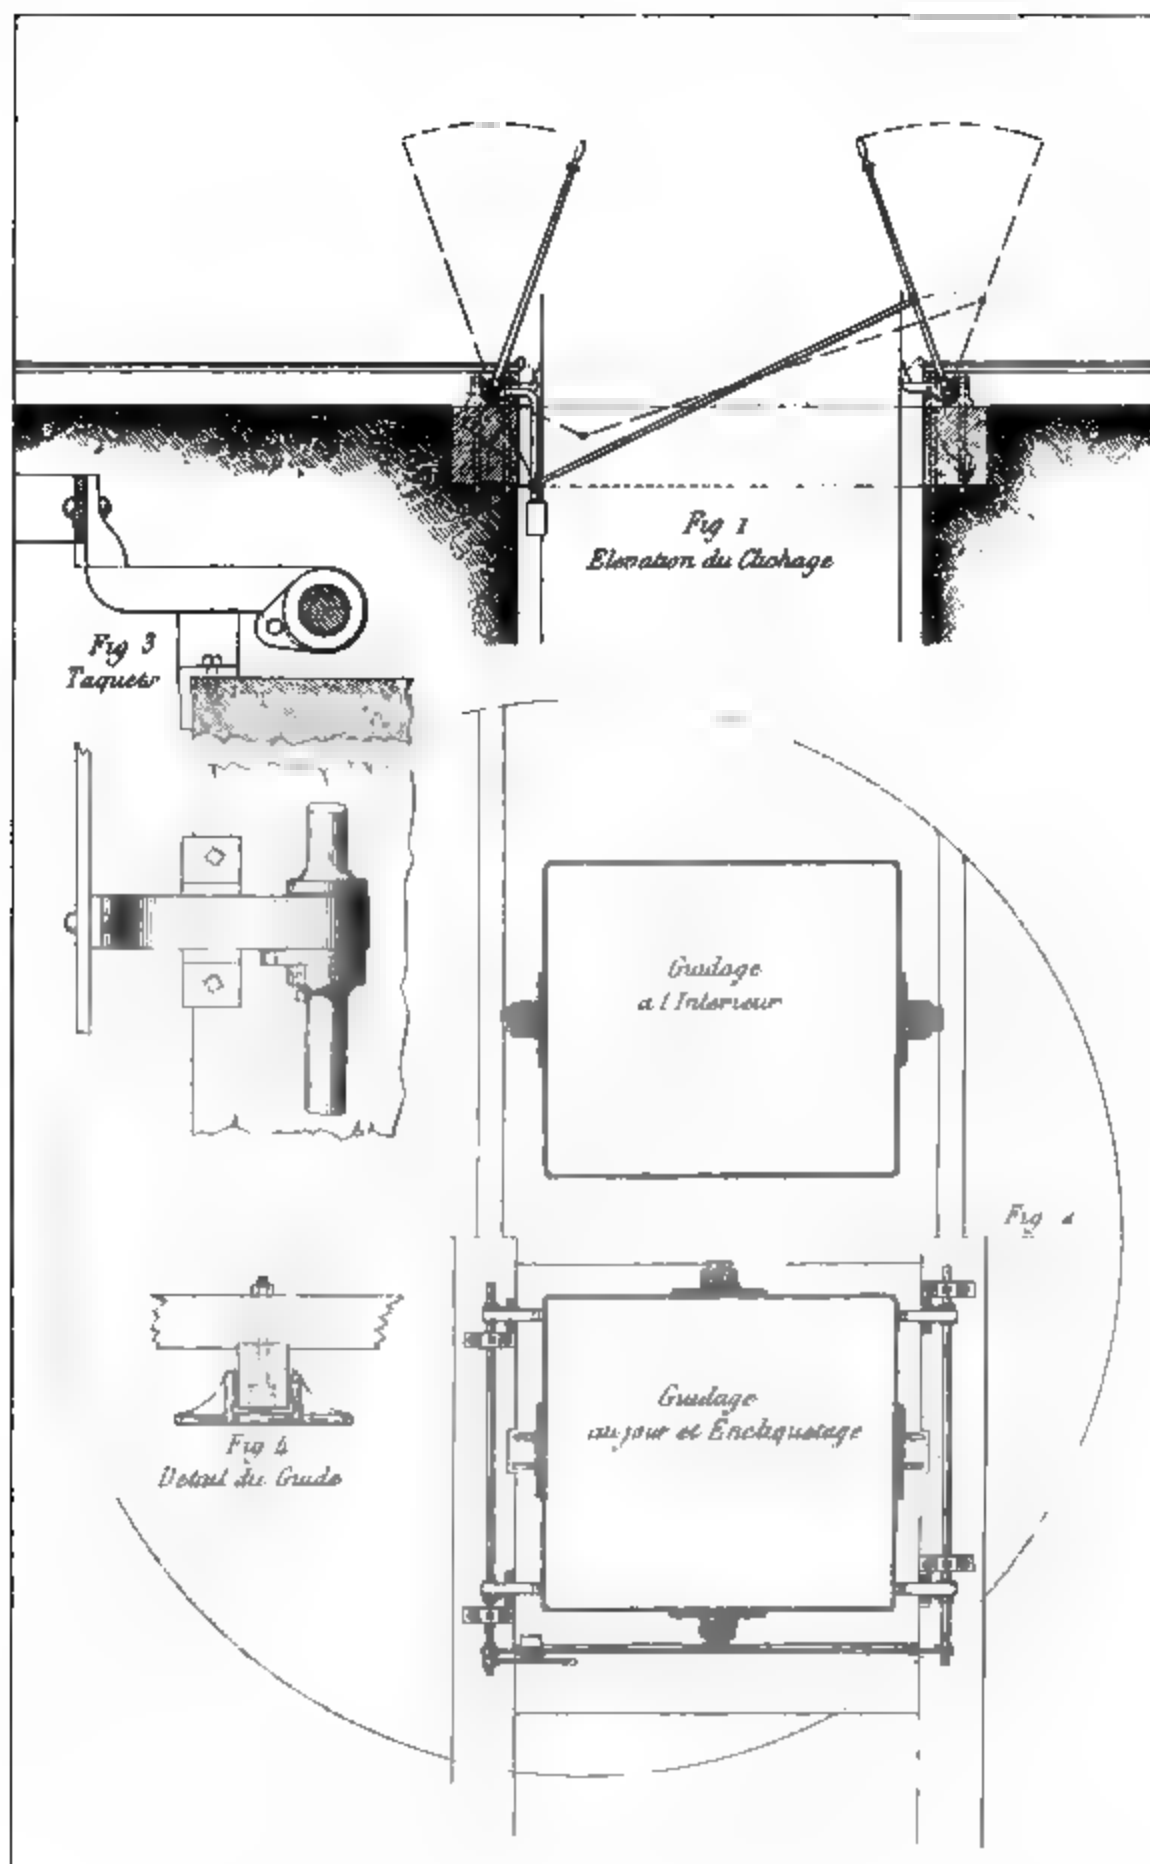 Fig 1
Elevation du Clichage
Fig 3
Taquets
Guidage
a l'Interieur
Fig
Guidage
au jour et Encliquetage
Fig 4
Detail du Guide